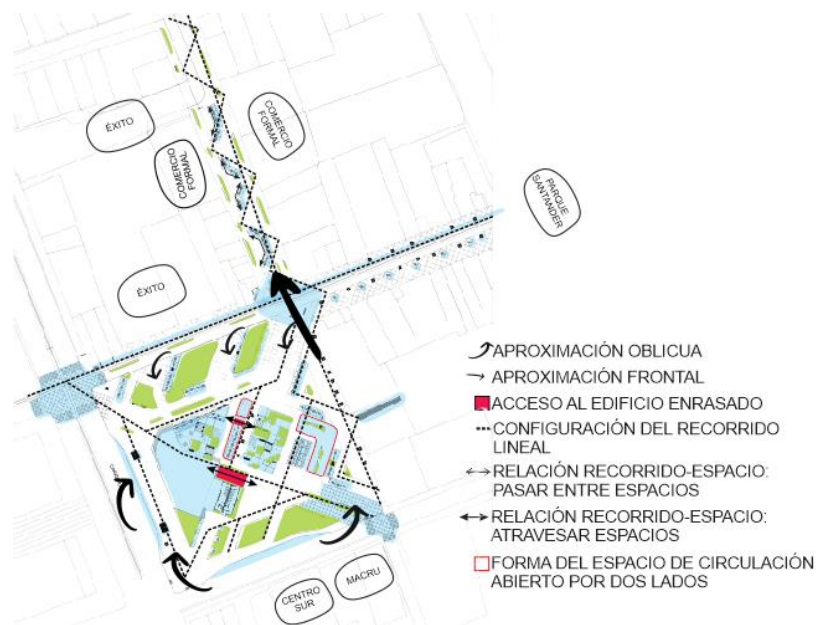 ÉXITO
COMERCIO
FORMAL
COMERCIO
FORMAL
PARQUE
SANTANDER
ÉXITO
APROXIMACIÓN OBLICUA
APROXIMACIÓN FRONTAL
ACCESO AL EDIFICIO ENRASADO
CONFIGURACIÓN DEL RECORRIDO
LINEAL
RELACIÓN RECORRIDO-ESPACIO:
PASAR ENTRE ESPACIOS
RELACIÓN RECORRIDO-ESPACIO:
ATRAVESAR ESPACIOS
FORMA DEL ESPACIO DE CIRCULACIÓN
ABIERTO POR DOS LADOS
CENTRO
SUR
MACRU